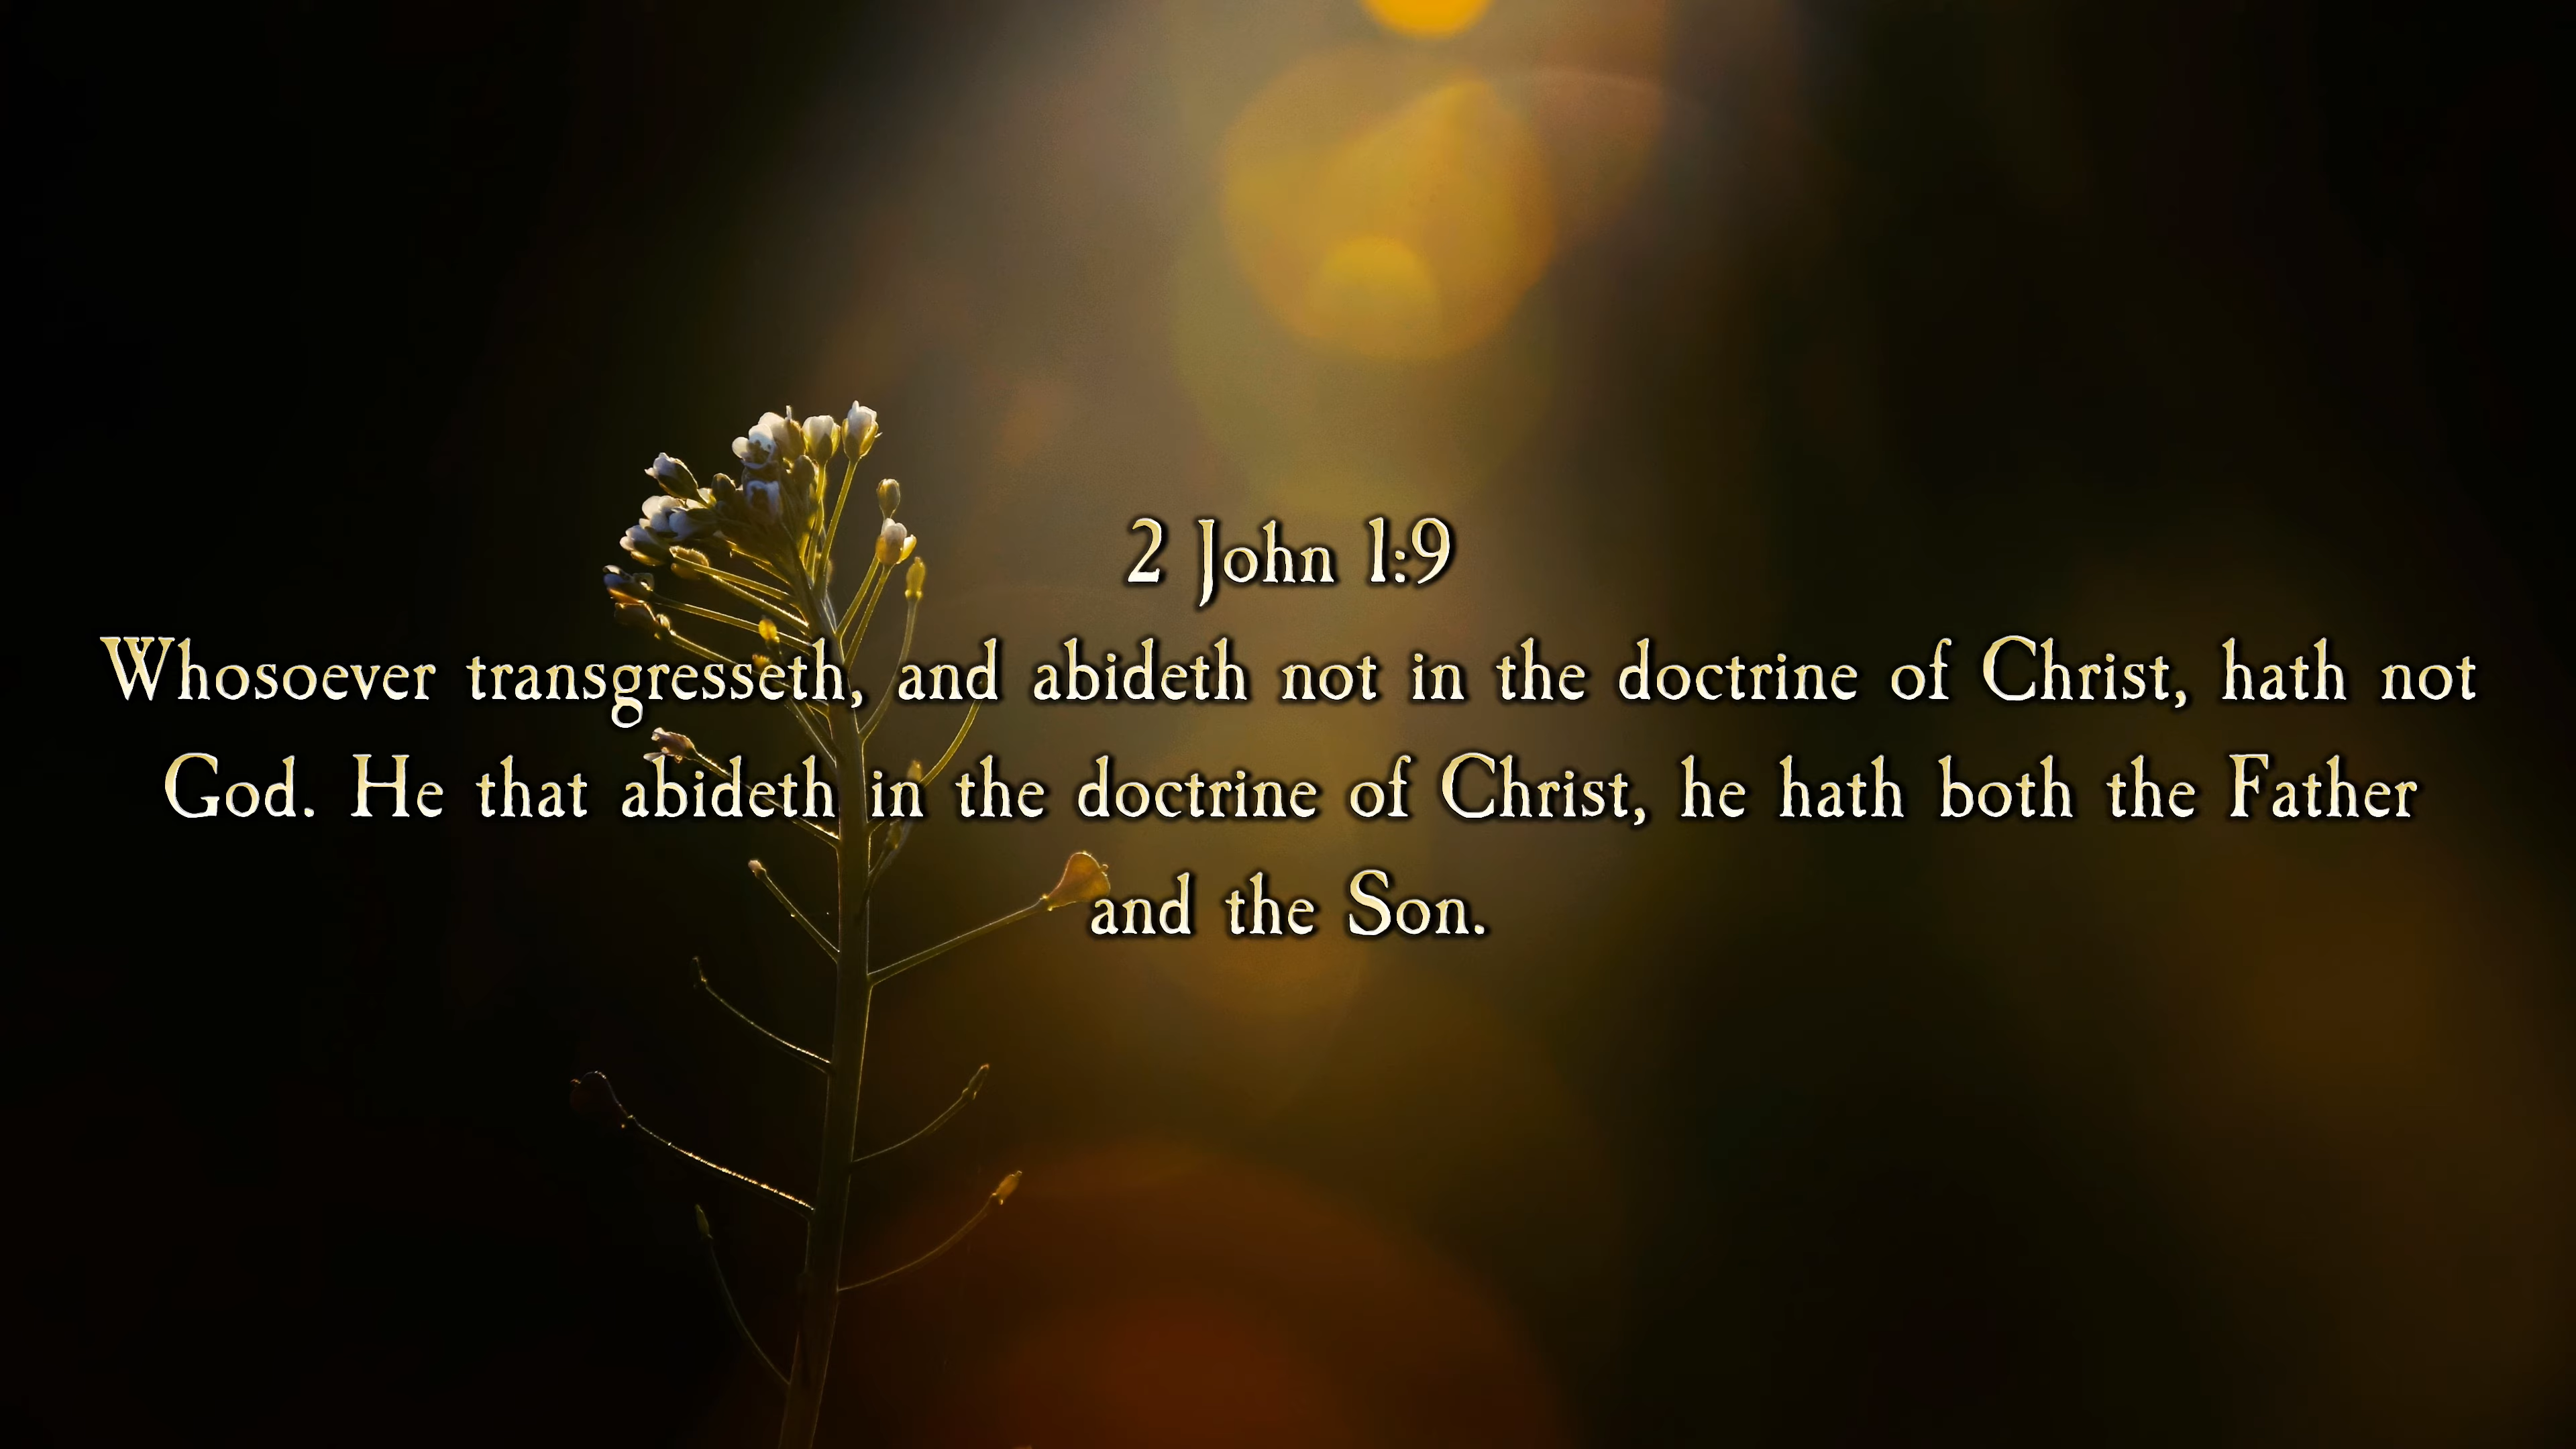 2 John 1:9
Whosoever transgresseth, and abideth not in the doctrine of Christ, hath not
God. He that abideth in the doctrine of Christ, he hath both the Father
and the Son.